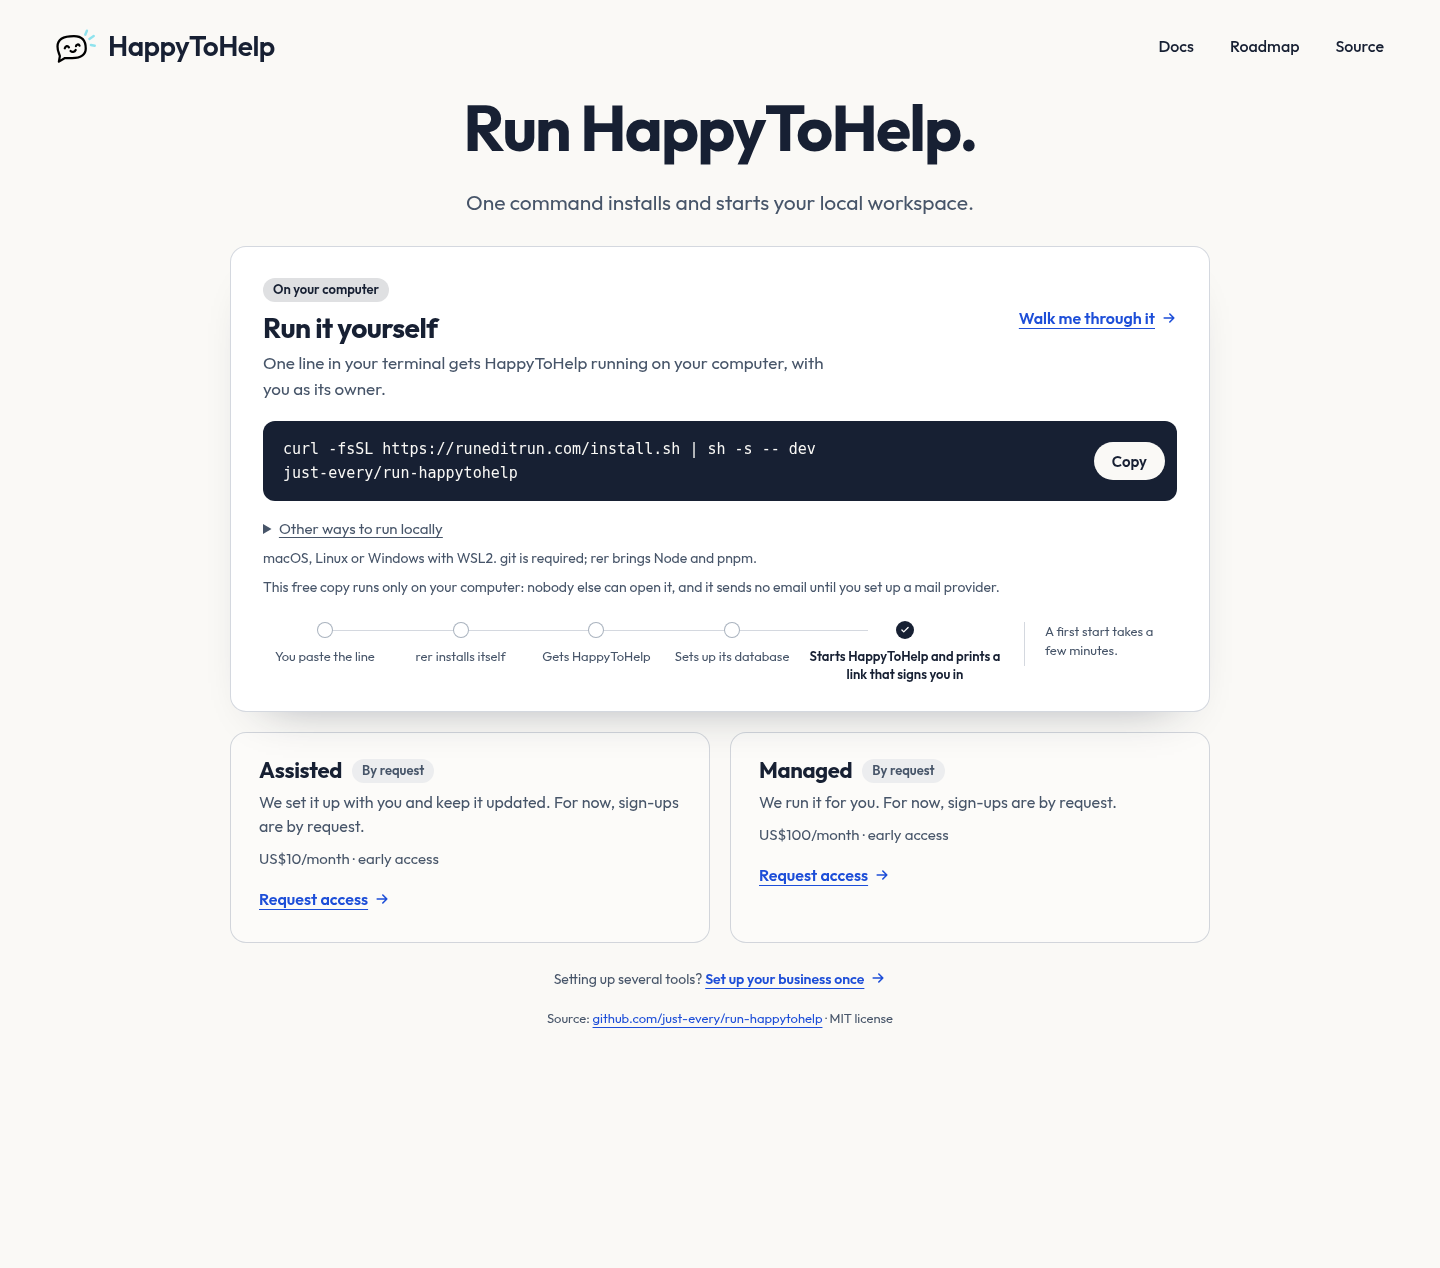 HappyToHelp
Docs
Roadmap
Source
Run HappyToHelp.
One command installs and starts your local workspace.
On your computer
Run it yourself
Walk me through it →
One line in your terminal gets HappyToHelp running on your computer, with
you as its owner.
curl -fsSL https://runeditrun.com/install.sh | sh -s -- dev
just-every/run-happytohelp
Copy
Other ways to run locally
macOS, Linux or Windows with WSL2. git is required; rer brings Node and pnpm.
This free copy runs only on your computer: nobody else can open it, and it sends no email until you set up a mail provider.
You paste the line
rer installs itself
Gets HappyToHelp
Sets up its database
Starts HappyToHelp and prints a
link that signs you in
A first start takes a
few minutes.
Assisted
By request
We set it up with you and keep it updated. For now, sign-ups
are by request.
US$10/month · early access
Request access →
Managed
By request
We run it for you. For now, sign-ups are by request.
US$100/month · early access
Request access →
Setting up several tools? Set up your business once →
Source: github.com/just-every/run-happytohelp · MIT license